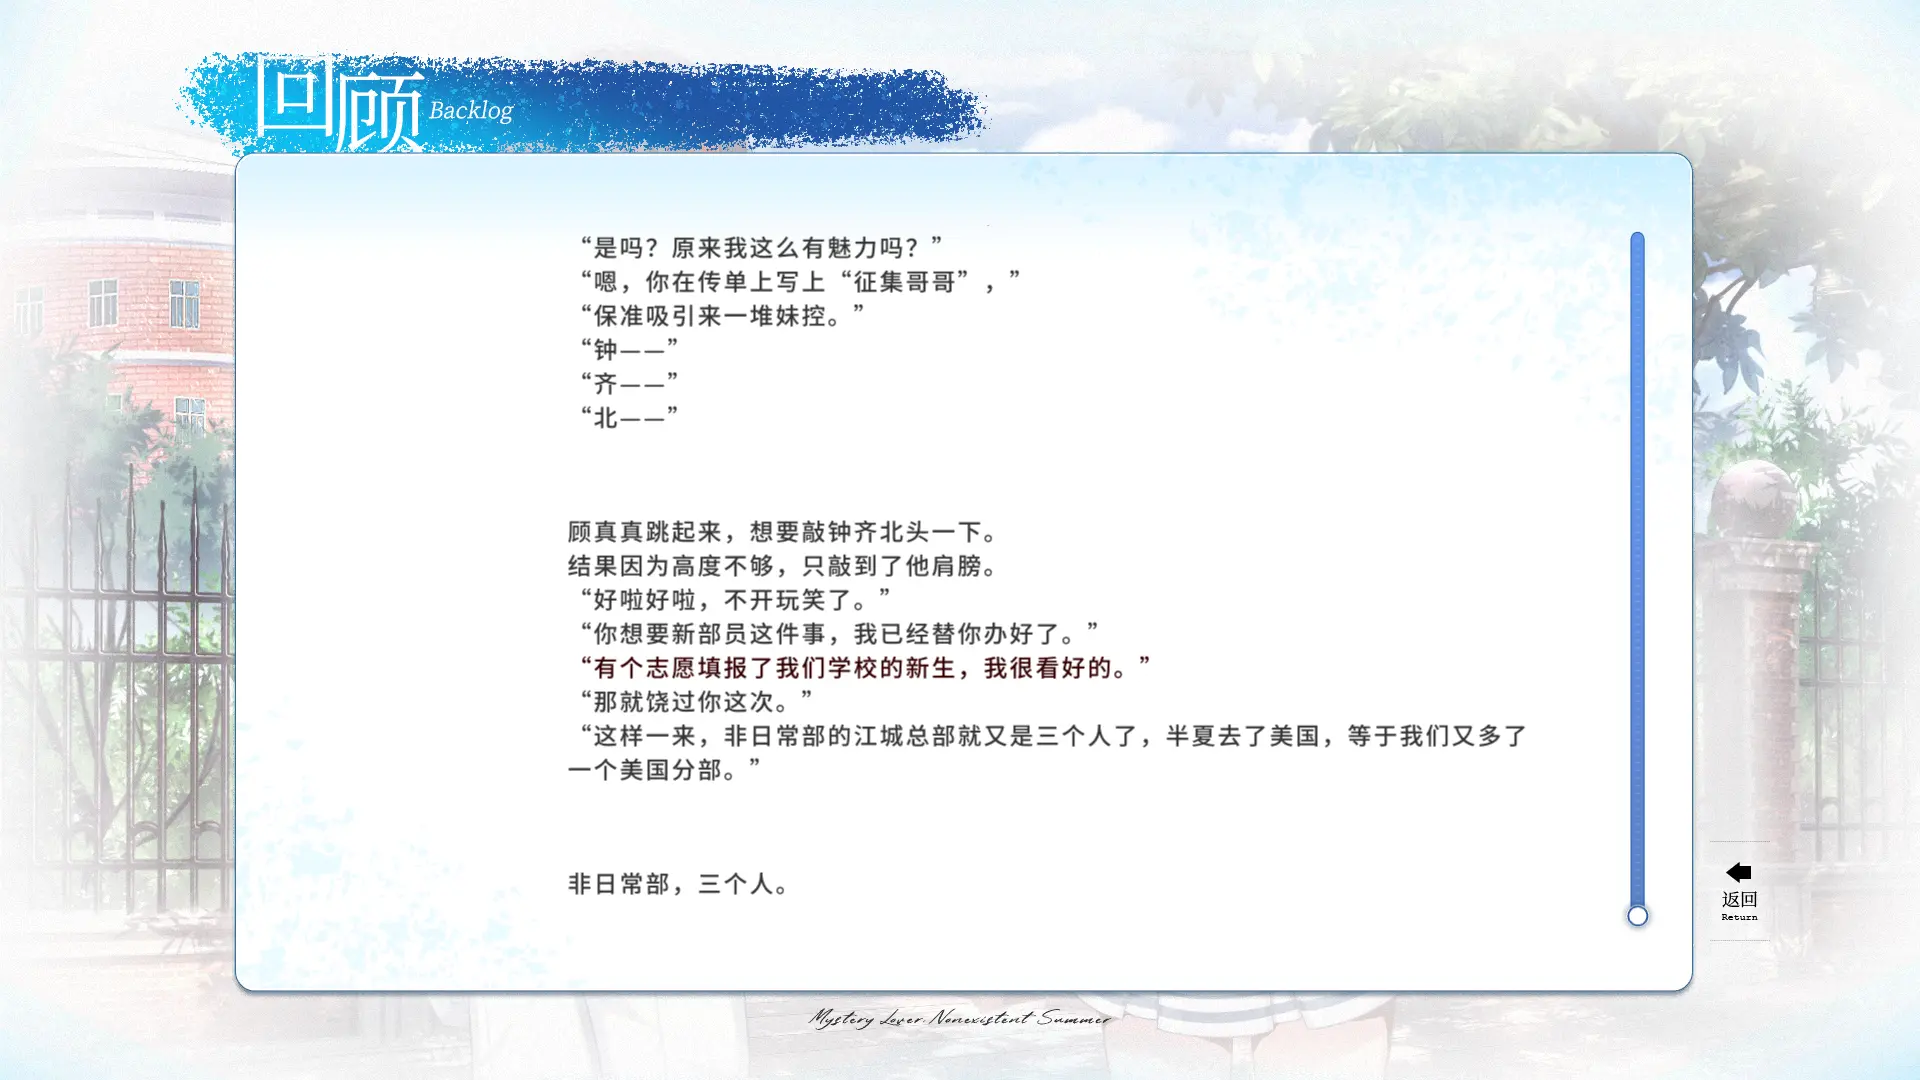 回顾 Backlog
“是吗？原来我这么有魅力吗？”
“嗯，你在传单上写上“征集哥哥”，”
“保准吸引来一堆妹控。”
“钟——”
“齐——”
“北——”
顾真真跳起来，想要敲钟齐北头一下。
结果因为高度不够，只敲到了他肩膀。
“好啦好啦，不开玩笑了。”
“你想要新部员这件事，我已经替你办好了。”
“有个志愿填报了我们学校的新生，我很看好的。”
“那就饶过你这次。”
“这样一来，非日常部的江城总部就又是三个人了，半夏去了美国，等于我们又多了
一个美国分部。”
非日常部，三个人。
返回
Return
Mystery Lover Nonexistent Summer